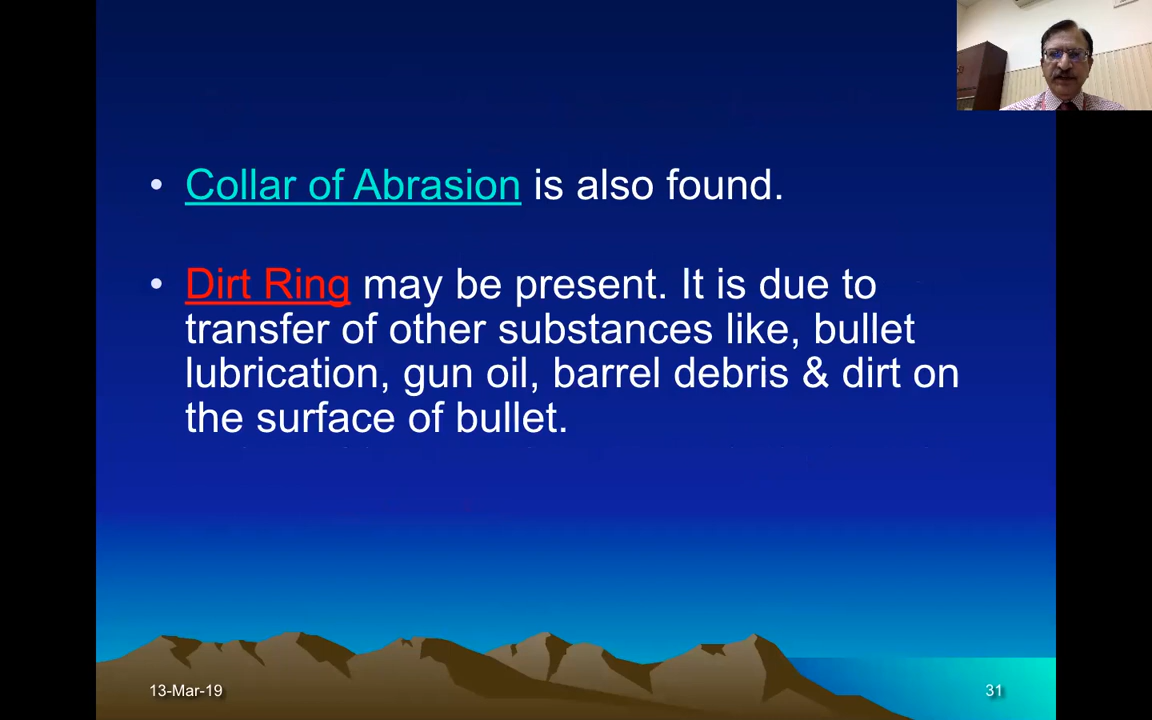 • Collar of Abrasion is also found.
• Dirt Ring may be present. It is due to
transfer of other substances like, bullet
lubrication, gun oil, barrel debris & dirt on
the surface of bullet.
13-Mar-19
31